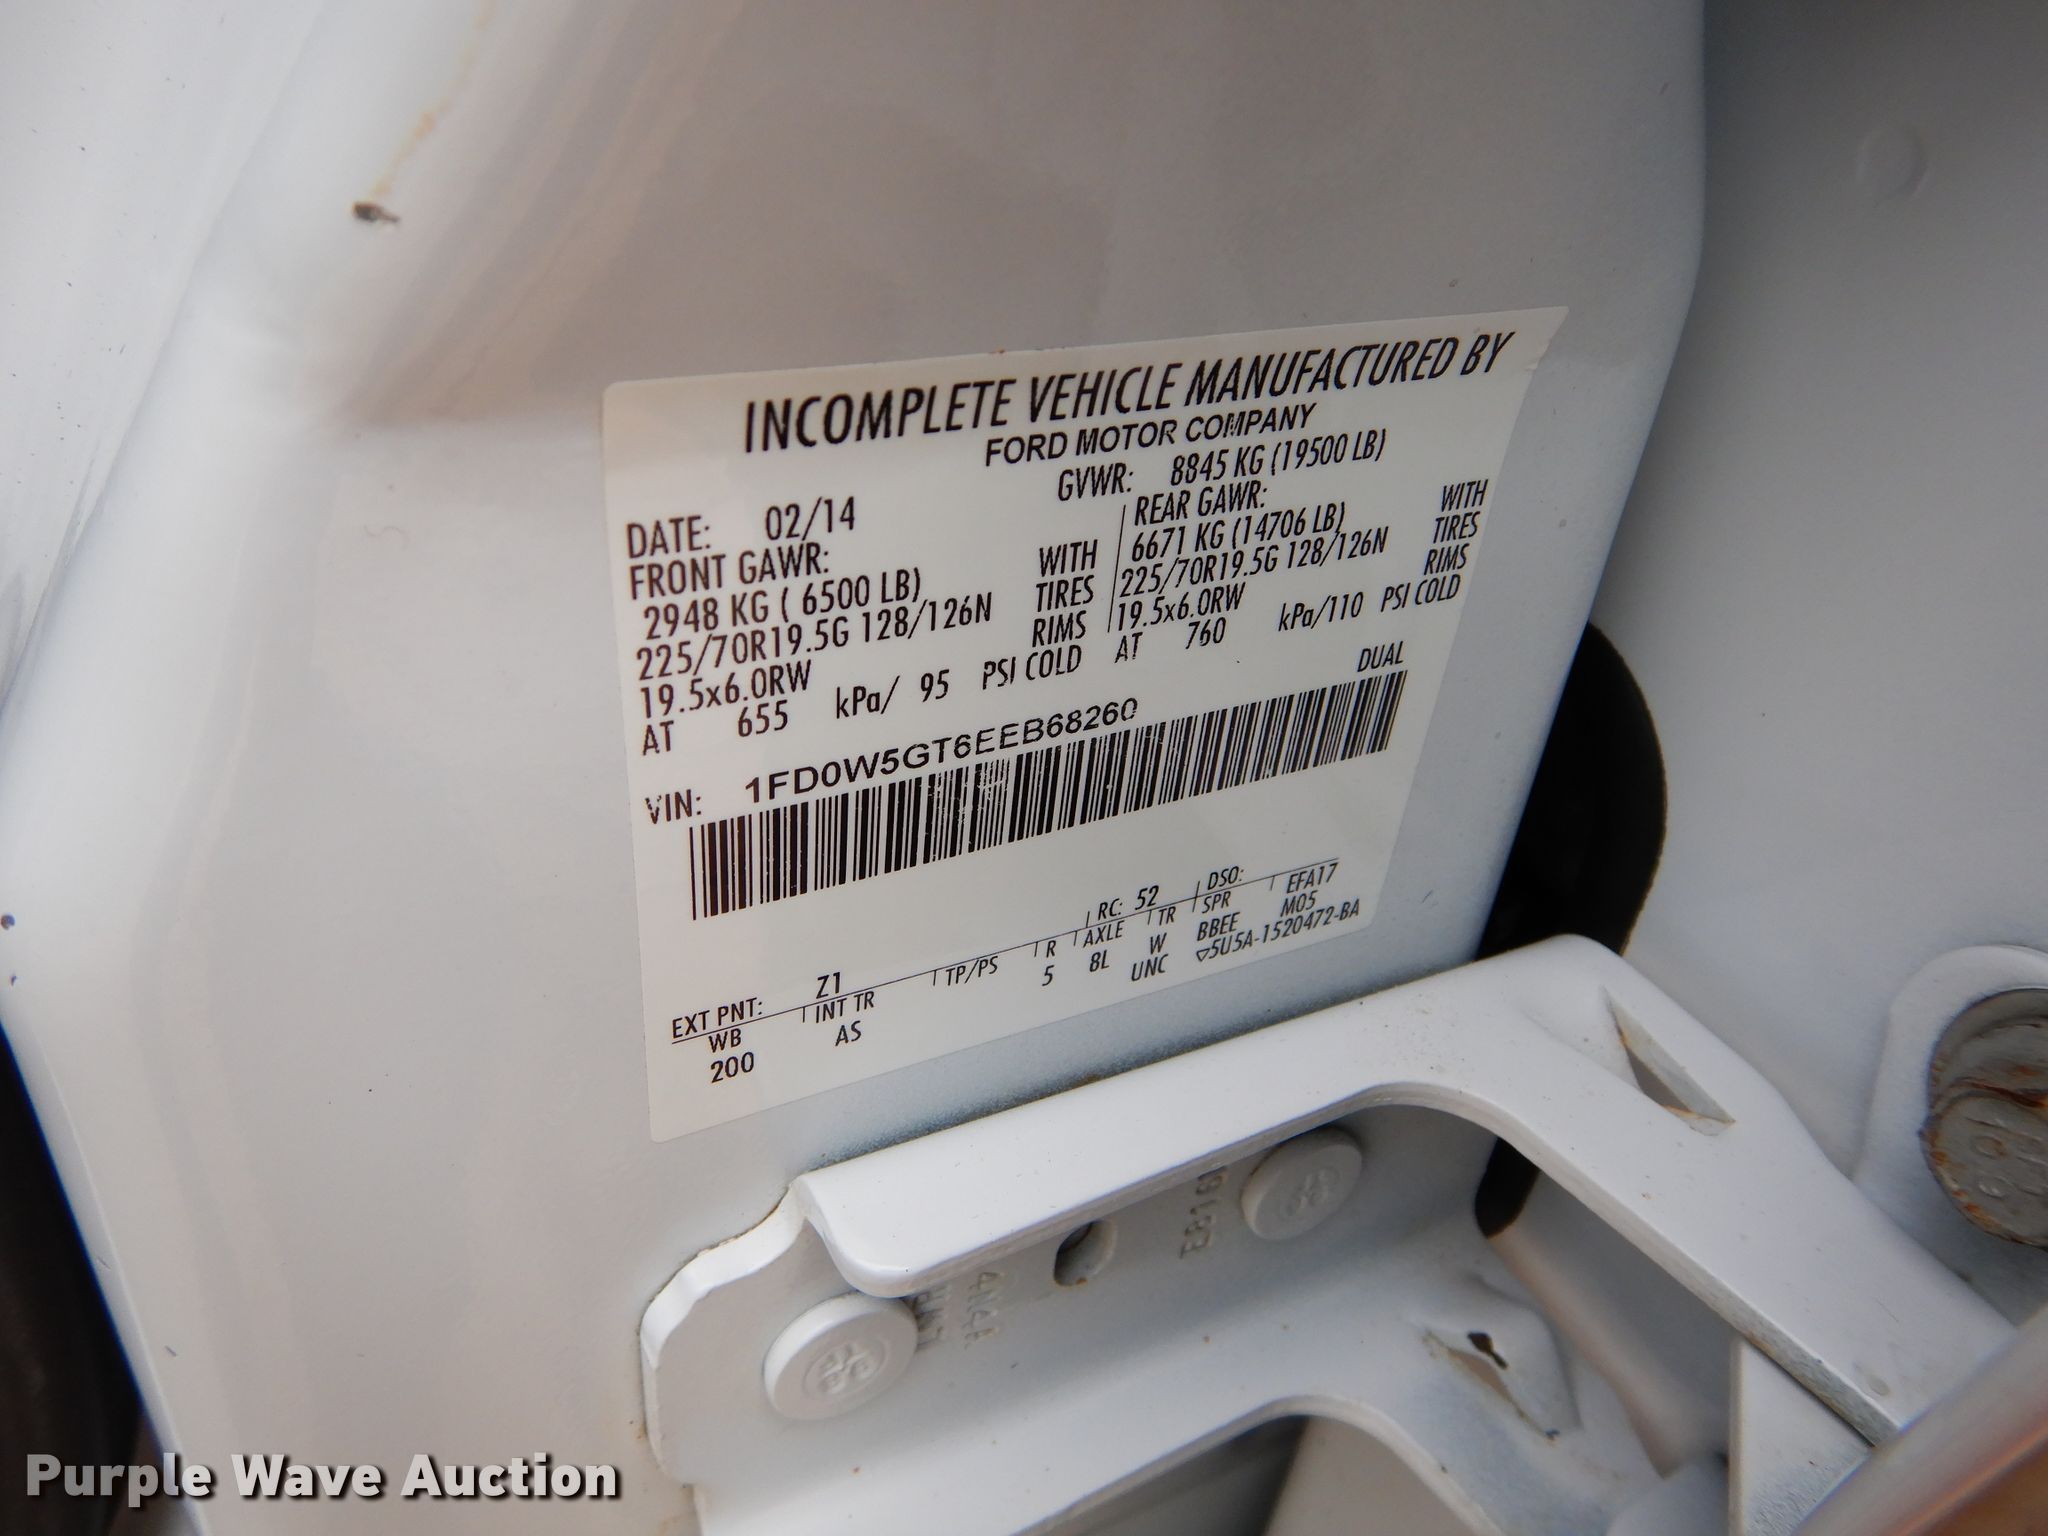 INCOMPLETE VEHICLE MANUFACTURED BY
FORD MOTOR COMPANY
DATE: 02/14 GVWR: 8845 KG (19500 LB)
FRONT GAWR: WITH
2948 KG ( 6500 LB) TIRES
225/70R19.5G 128/126N RIMS
19.5x6.0RW
AT 655 kPa/ 95 PSI COLD
REAR GAWR: WITH
6671 KG (14706 LB) TIRES
225/70R19.5G 128/126N RIMS
19.5x6.0RW
AT 760 kPa/110 PSI COLD
DUAL
VIN: 1FD0W5GT6EEB68260
EXT PNT: Z1 RC: 52 DSO:
WB INT TR TP/PS R AXLE TR SPR EFA17
200 AS 5 8L W BBEE M05
UNC ▽5U5A-1520472-BA
4N4A
Purple Wave Auction